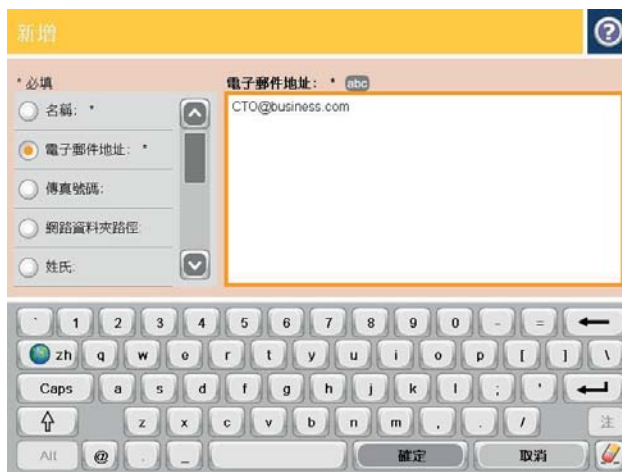 新增
* 必填
名稱: *
電子郵件地址: *
傳真號碼:
網路資料夾路徑:
姓氏:
電子郵件地址: * abc
CTO@business.com
` 1 2 3 4 5 6 7 8 9 0 - =
zh q w e r t y u i o p [ ] \
Caps a s d f g h j k l ; '
z x c v b n m , . / 注
Alt @ . _ 確定 取消